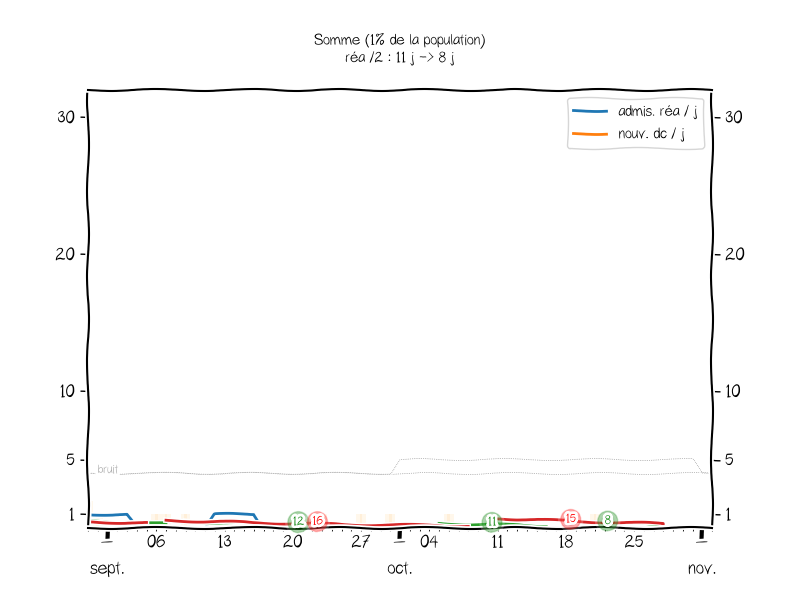 Somme (1% de la population)
réa /2 : 11 j -> 8 j
admis. réa / j
nouv. dc / j
30
30
20
20
10
10
5
5
bruit
1
1
12
16
11
15
8
06
13
20
27
04
11
18
25
sept.
oct.
nov.